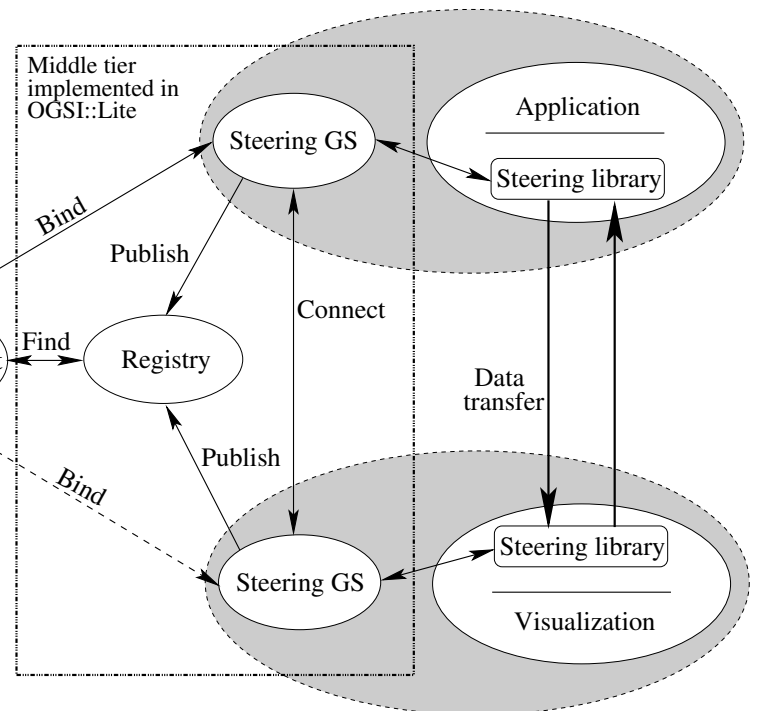 Middle tier
implemented in
OGSI::Lite
Steering GS
Application
Steering library
Bind
Publish
Connect
Find
Registry
Data
transfer
Publish
Bind
Steering GS
Steering library
Visualization